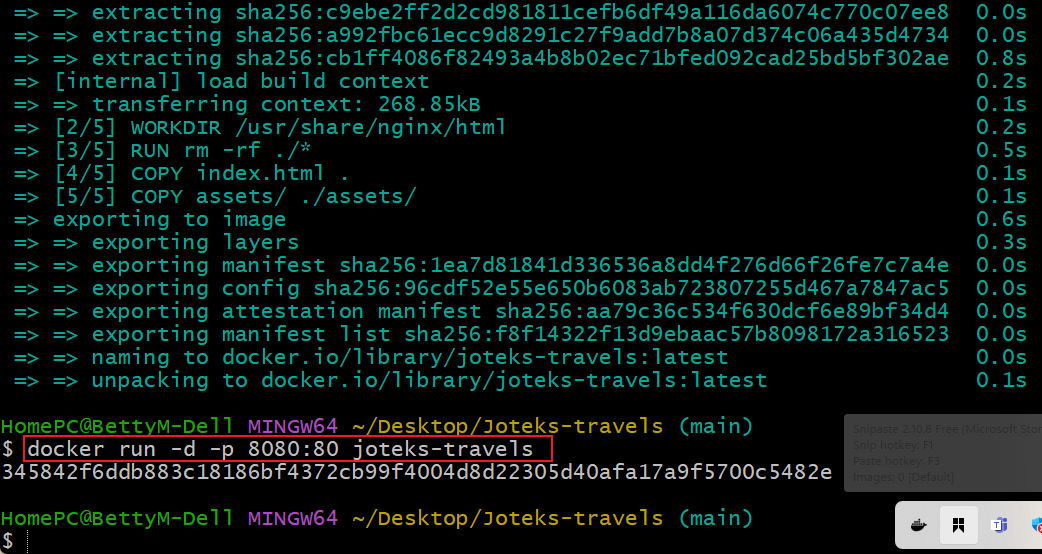 => => extracting sha256:c9ebe2ff2d2cd981811cefb6df49a116da6074c770c07ee8 0.0s
=> => extracting sha256:a992fbc61ecc9d8291c27f9add7b8a07d374c06a435d4734 0.0s
=> => extracting sha256:cb1ff4086f82493a4b8b02ec71bfed092cad25bd5bf302ae 0.8s
=> [internal] load build context 0.2s
=> => transferring context: 268.85kB 0.1s
=> [2/5] WORKDIR /usr/share/nginx/html 0.2s
=> [3/5] RUN rm -rf ./* 0.5s
=> [4/5] COPY index.html . 0.1s
=> [5/5] COPY assets/ ./assets/ 0.1s
=> exporting to image 0.6s
=> => exporting layers 0.3s
=> => exporting manifest sha256:1ea7d81841d336536a8dd4f276d66f26fe7c7a4e 0.0s
=> => exporting config sha256:96cdf52e55e650b6083ab723807255d467a7847ac5 0.0s
=> => exporting attestation manifest sha256:aa79c36c534f630dcf6e89bf34d4 0.0s
=> => exporting manifest list sha256:f8f14322f13d9ebaac57b8098172a316523 0.0s
=> => naming to docker.io/library/joteks-travels:latest 0.0s
=> => unpacking to docker.io/library/joteks-travels:latest 0.1s
HomePC@BettyM-Dell MINGW64 ~/Desktop/Joteks-travels (main)
$ docker run -d -p 8080:80 joteks-travels
345842f6ddb883c18186bf4372cb99f4004d8d22305d40afa17a9f5700c5482e
Snipaste 2.10.8 Free (Microsoft Stor
Snip hotkey: F1
Paste hotkey: F3
Images: 0 [Default]
HomePC@BettyM-Dell MINGW64 ~/Desktop/Joteks-travels (main)
$